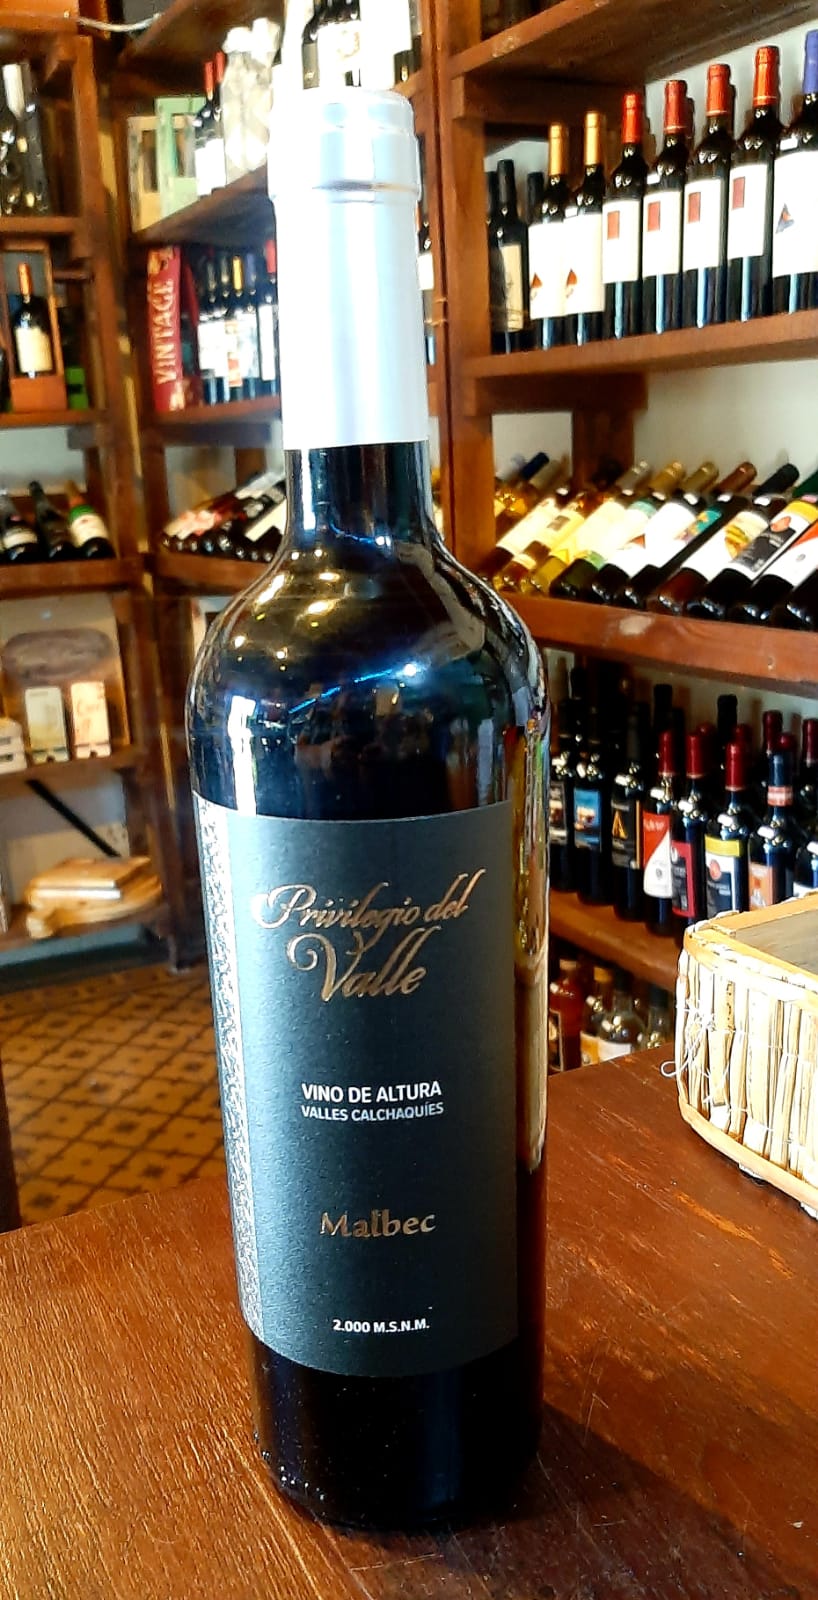 VINTAGE
Privilegio del
Valle
VINO DE ALTURA
VALLES CALCHAQUÍES
Malbec
2.000 M.S.N.M.